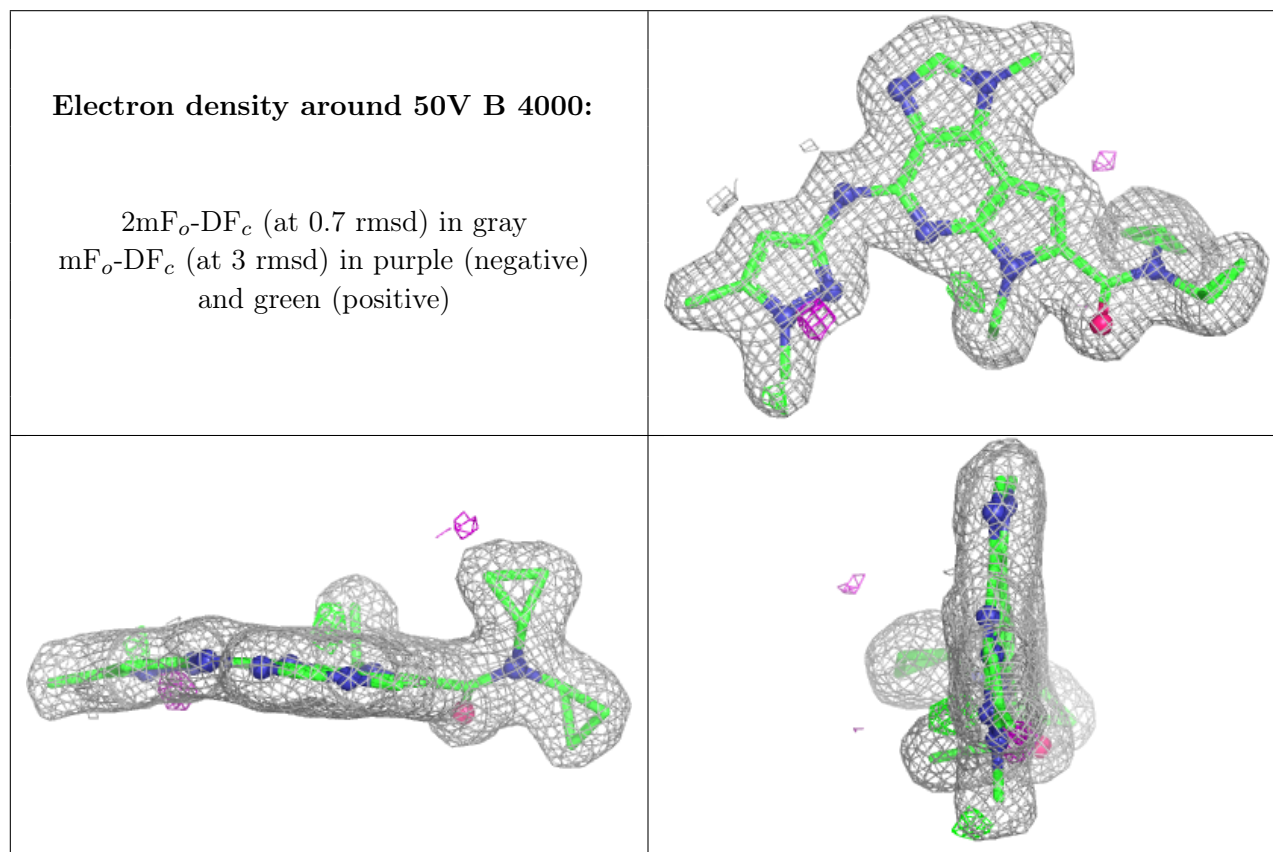 Electron density around 50V B 4000:
2mFo-DFc (at 0.7 rmsd) in gray
mFo-DFc (at 3 rmsd) in purple (negative)
and green (positive)